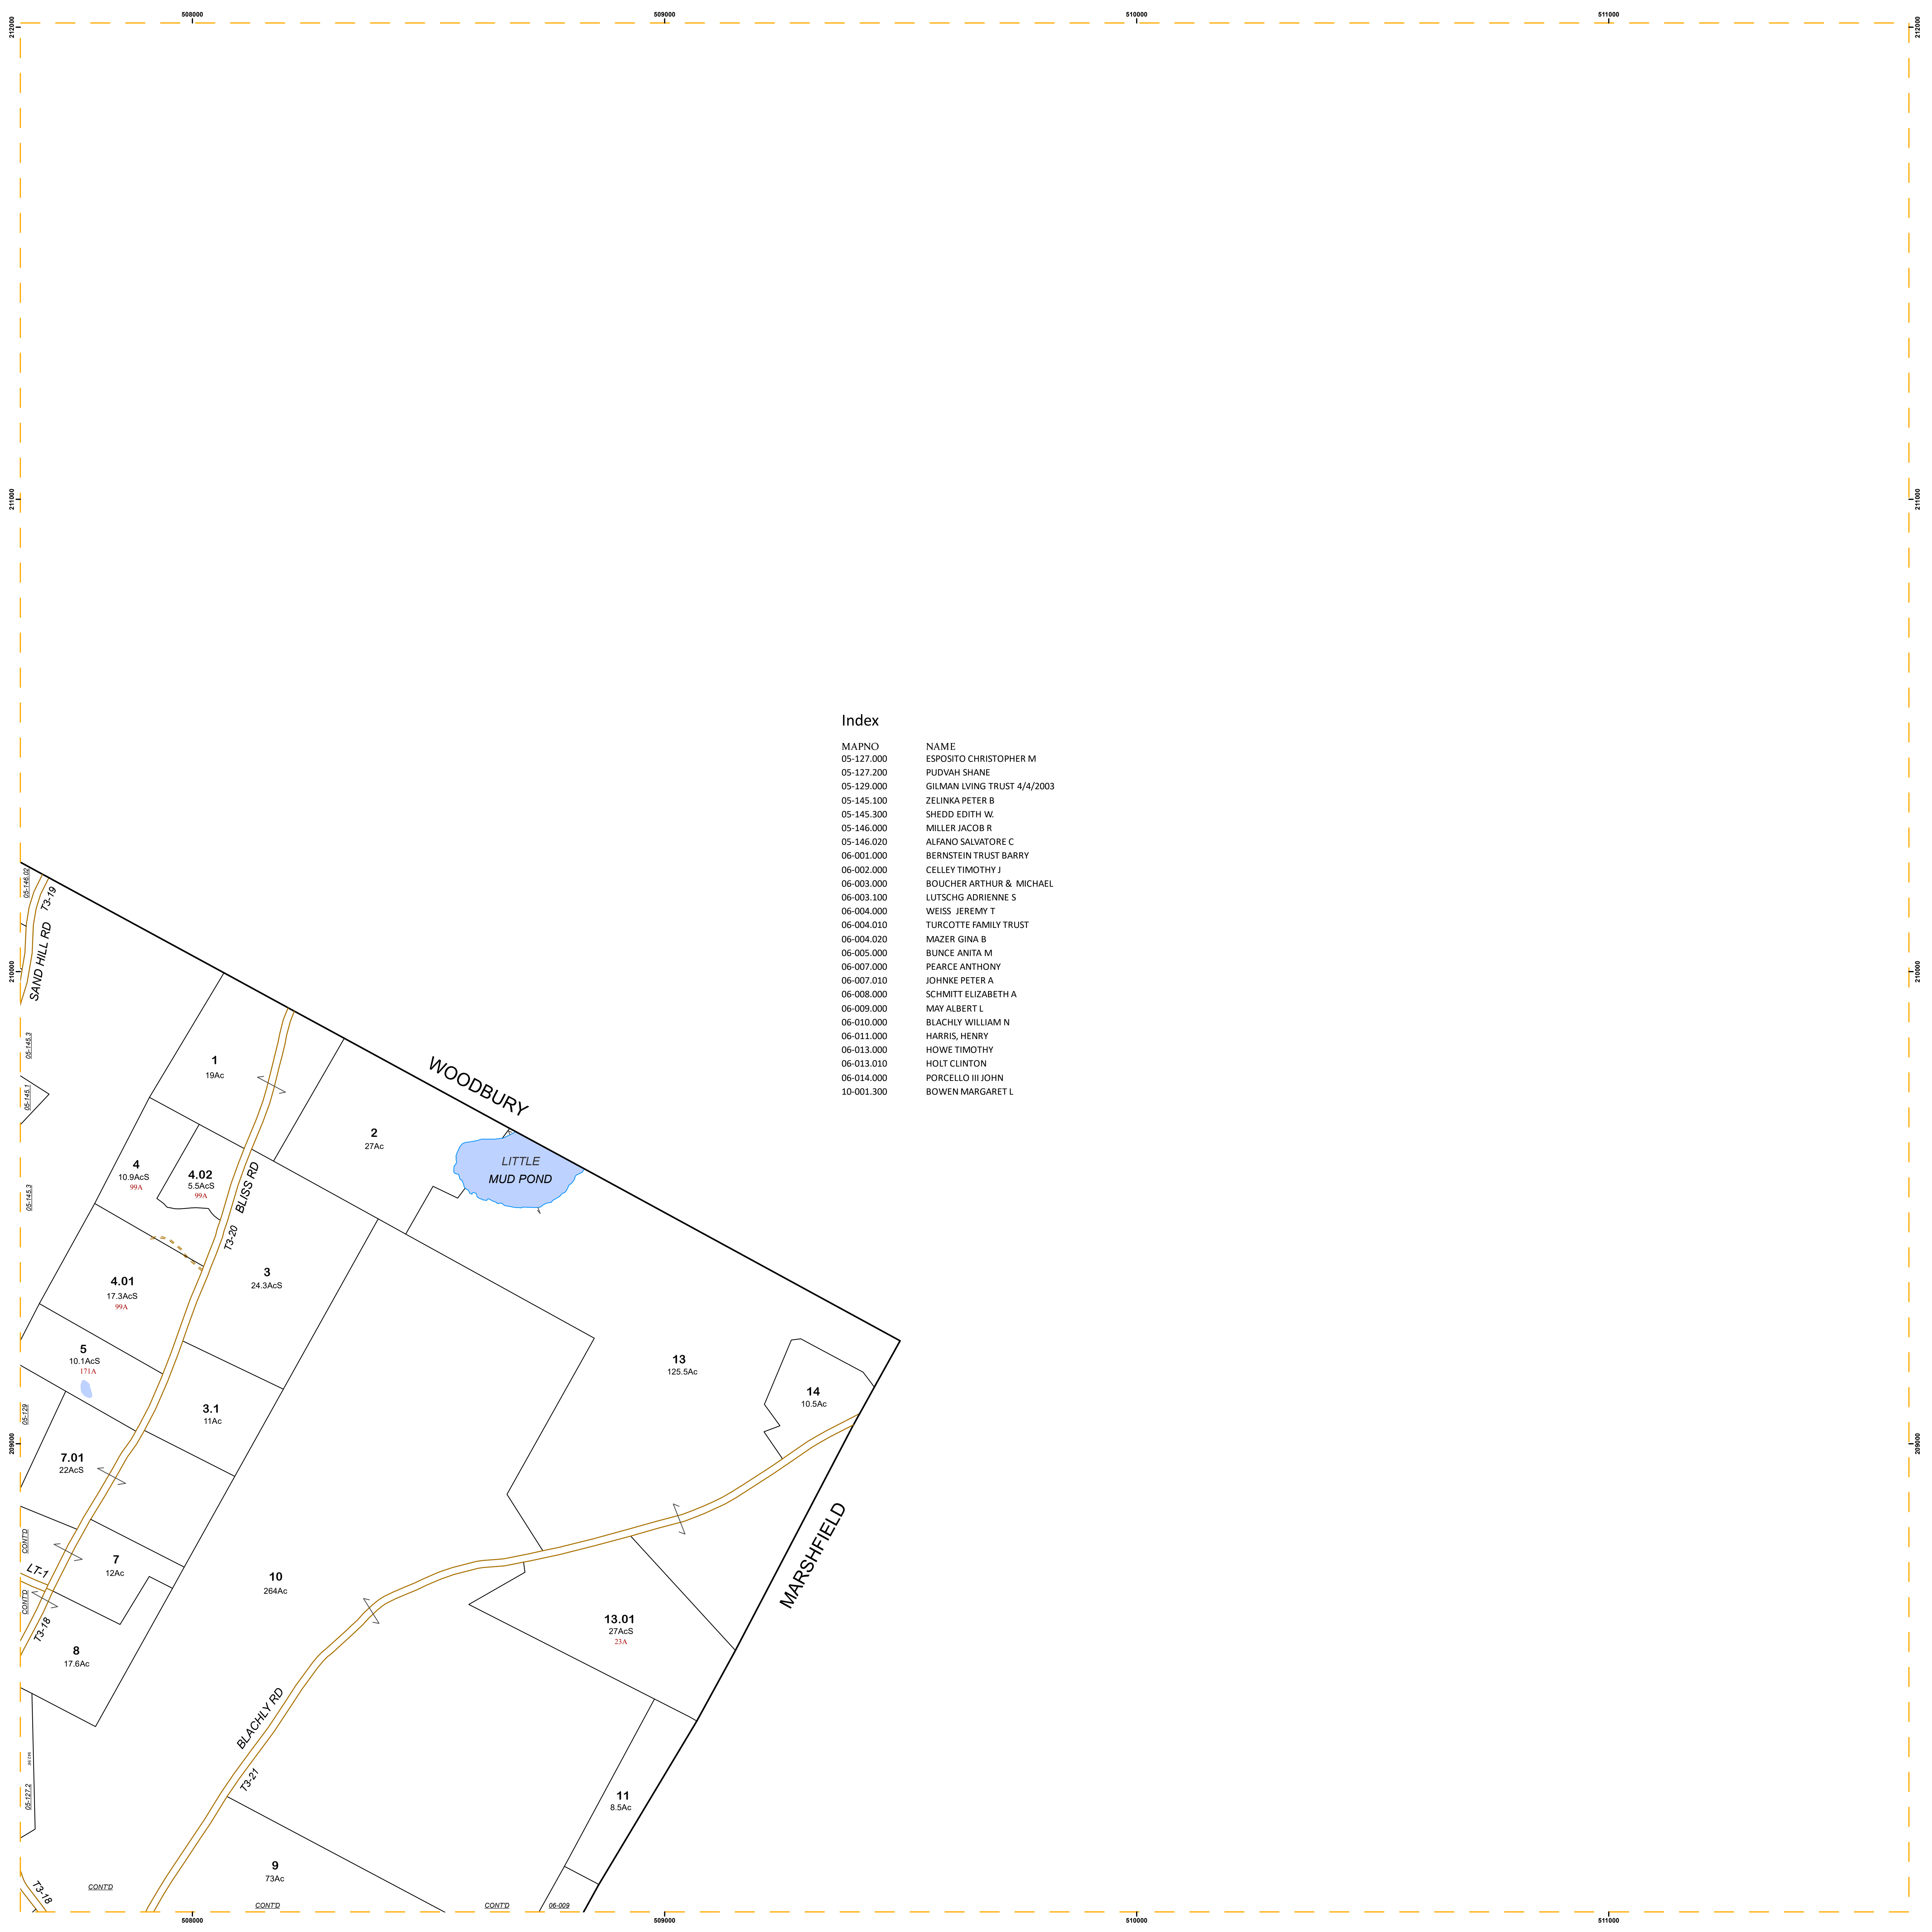 508000
509000
510000
511000
212000
212000
211000
211000
Index
MAPNO NAME
05-127.000 ESPOSITO CHRISTOPHER M
05-127.200 PUDVAH SHANE
05-129.000 GILMAN LVING TRUST 4/4/2003
05-145.100 ZELINKA PETER B
05-145.300 SHEDD EDITH W.
05-146.000 MILLER JACOB R
05-146.020 ALFANO SALVATORE C
06-001.000 BERNSTEIN TRUST BARRY
06-002.000 CELLEY TIMOTHY J
06-003.000 BOUCHER ARTHUR & MICHAEL
06-003.100 LUTSCHG ADRIENNE S
06-004.000 WEISS JEREMY T
06-004.010 TURCOTTE FAMILY TRUST
06-004.020 MAZER GINA B
06-005.000 BUNCE ANITA M
06-007.000 PEARCE ANTHONY
06-007.010 JOHNKE PETER A
06-008.000 SCHMITT ELIZABETH A
06-009.000 MAY ALBERT L
06-010.000 BLACHLY WILLIAM N
06-011.000 HARRIS, HENRY
06-013.000 HOWE TIMOTHY
06-013.010 HOLT CLINTON
06-014.000 PORCELLO III JOHN
10-001.300 BOWEN MARGARET L
05-146.02
T3-19
SAND HILL RD
210000
210000
05-145.3
1
19Ac
WOODBURY
05-145.1
2
27Ac
LITTLE
MUD POND
4
10.9AcS
99A
4.02
5.5AcS
99A
BLISS RD
05-145.3
T3-20
3
24.3AcS
4.01
17.3AcS
99A
5
10.1AcS
171A
13
125.5Ac
14
10.5Ac
05-129
3.1
11Ac
209000
209000
7.01
22AcS
CONT'D
MARSHFIELD
7
12Ac
LT-1
10
264Ac
CONT'D
T3-18
13.01
27AcS
23A
8
17.6Ac
BLACHLY RD
T3-21
05-127.2
11
8.5Ac
9
73Ac
T3-18
CONT'D
CONT'D
CONT'D
06-009
508000
509000
510000
511000